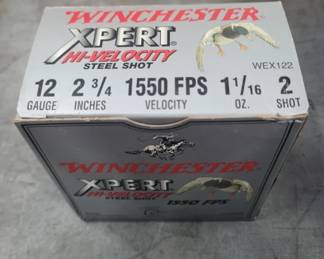 WINCHESTER
XPERT®
HI-VELOCITY
STEEL SHOT
WEX122
12 2 3/4 1550 FPS 1 1/16 2
GAUGE INCHES VELOCITY OZ. SHOT
WINCHESTER
XPERT
HI-VELOCITY
STEEL SHOT
1550 FPS